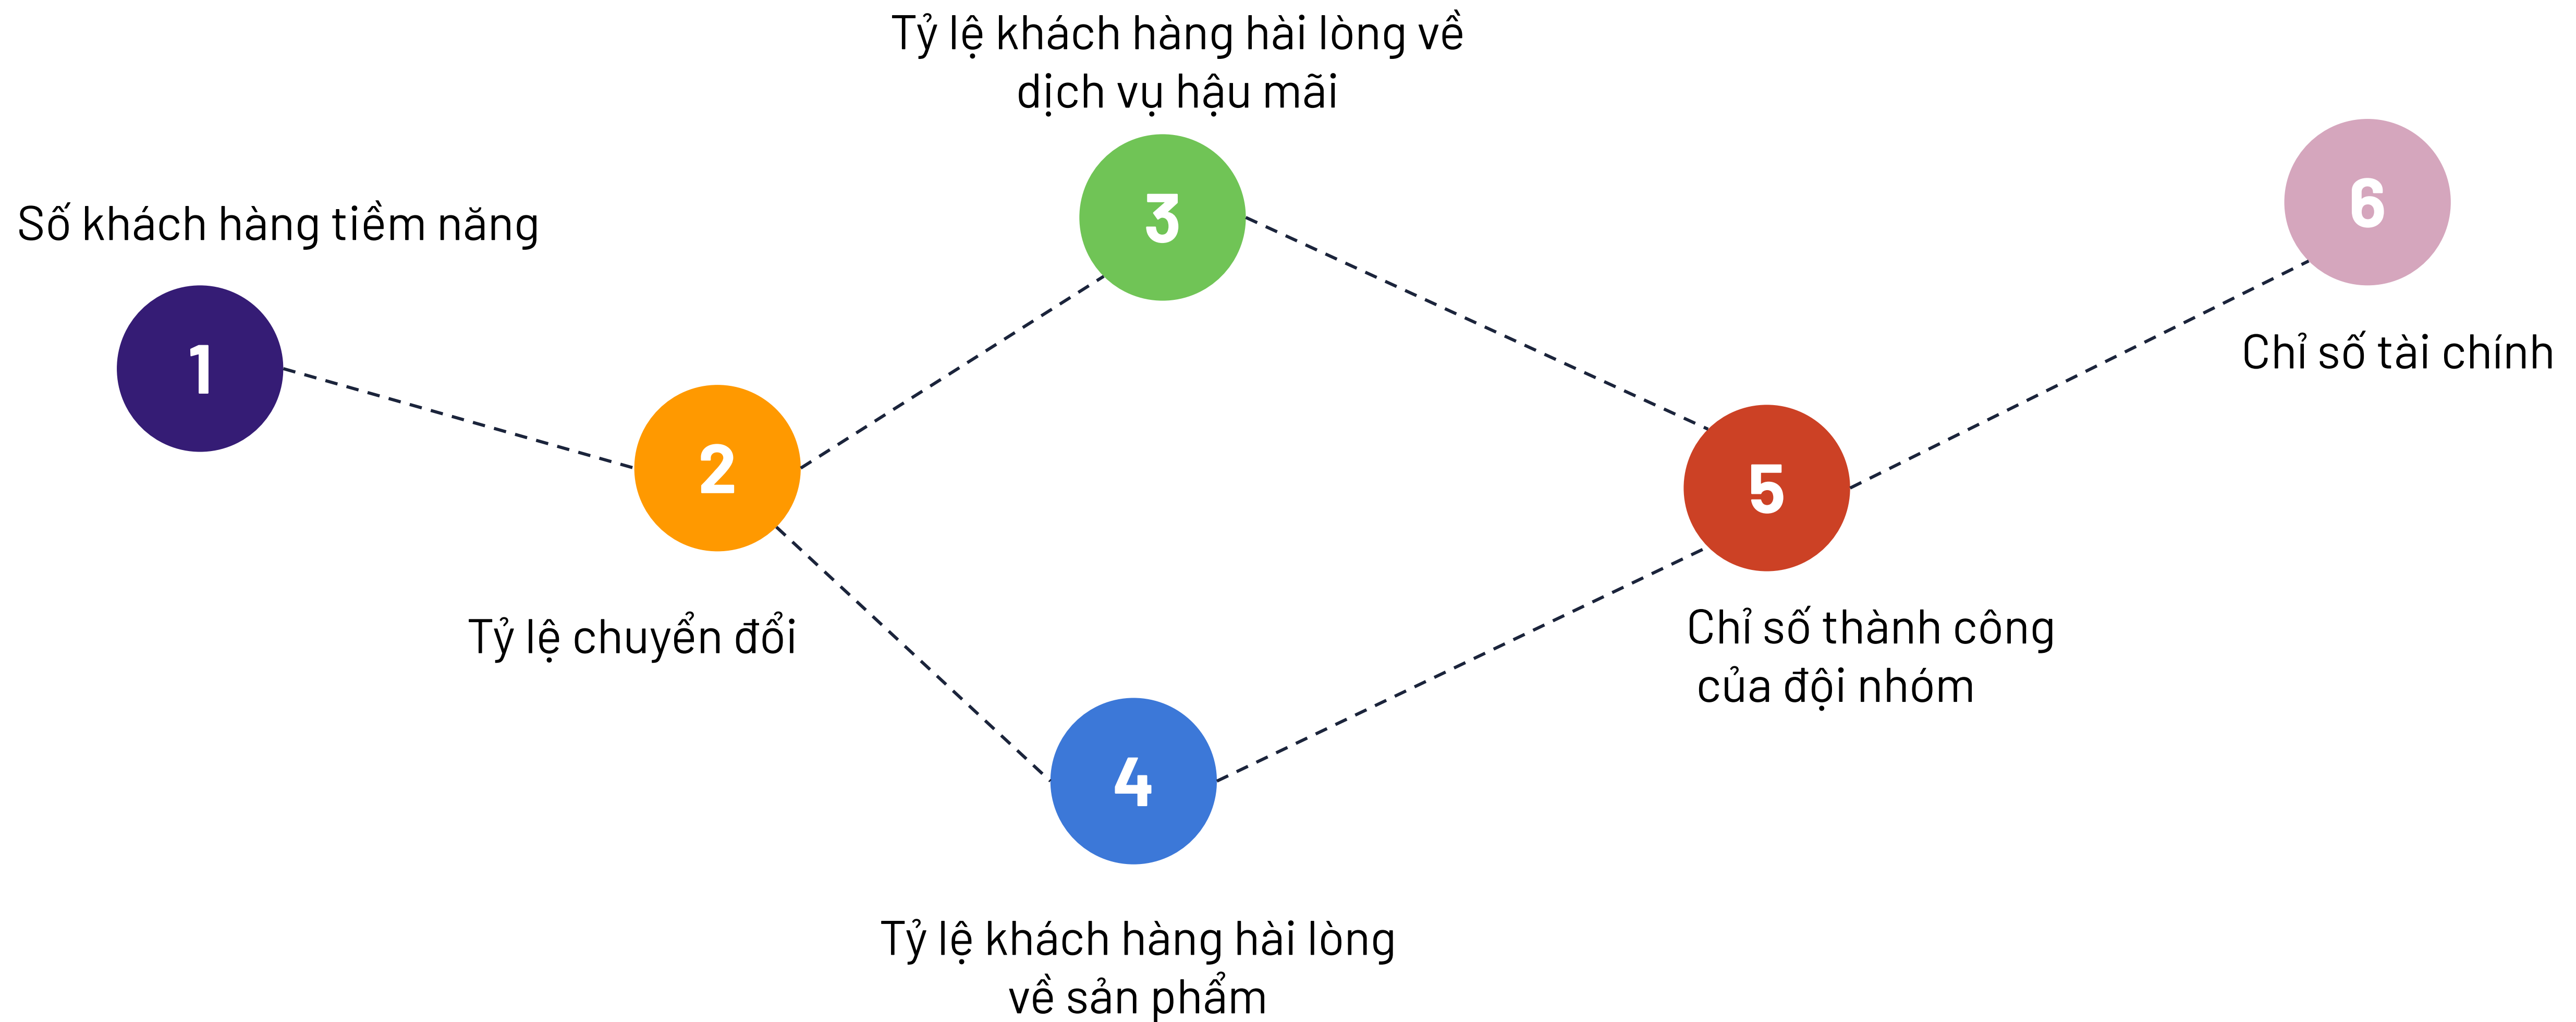 Số khách hàng tiềm năng
1
2
Tỷ lệ chuyển đổi
Tỷ lệ khách hàng hài lòng về
dịch vụ hậu mãi
3
4
Tỷ lệ khách hàng hài lòng
về sản phẩm
5
Chỉ số thành công
của đội nhóm
6
Chỉ số tài chính